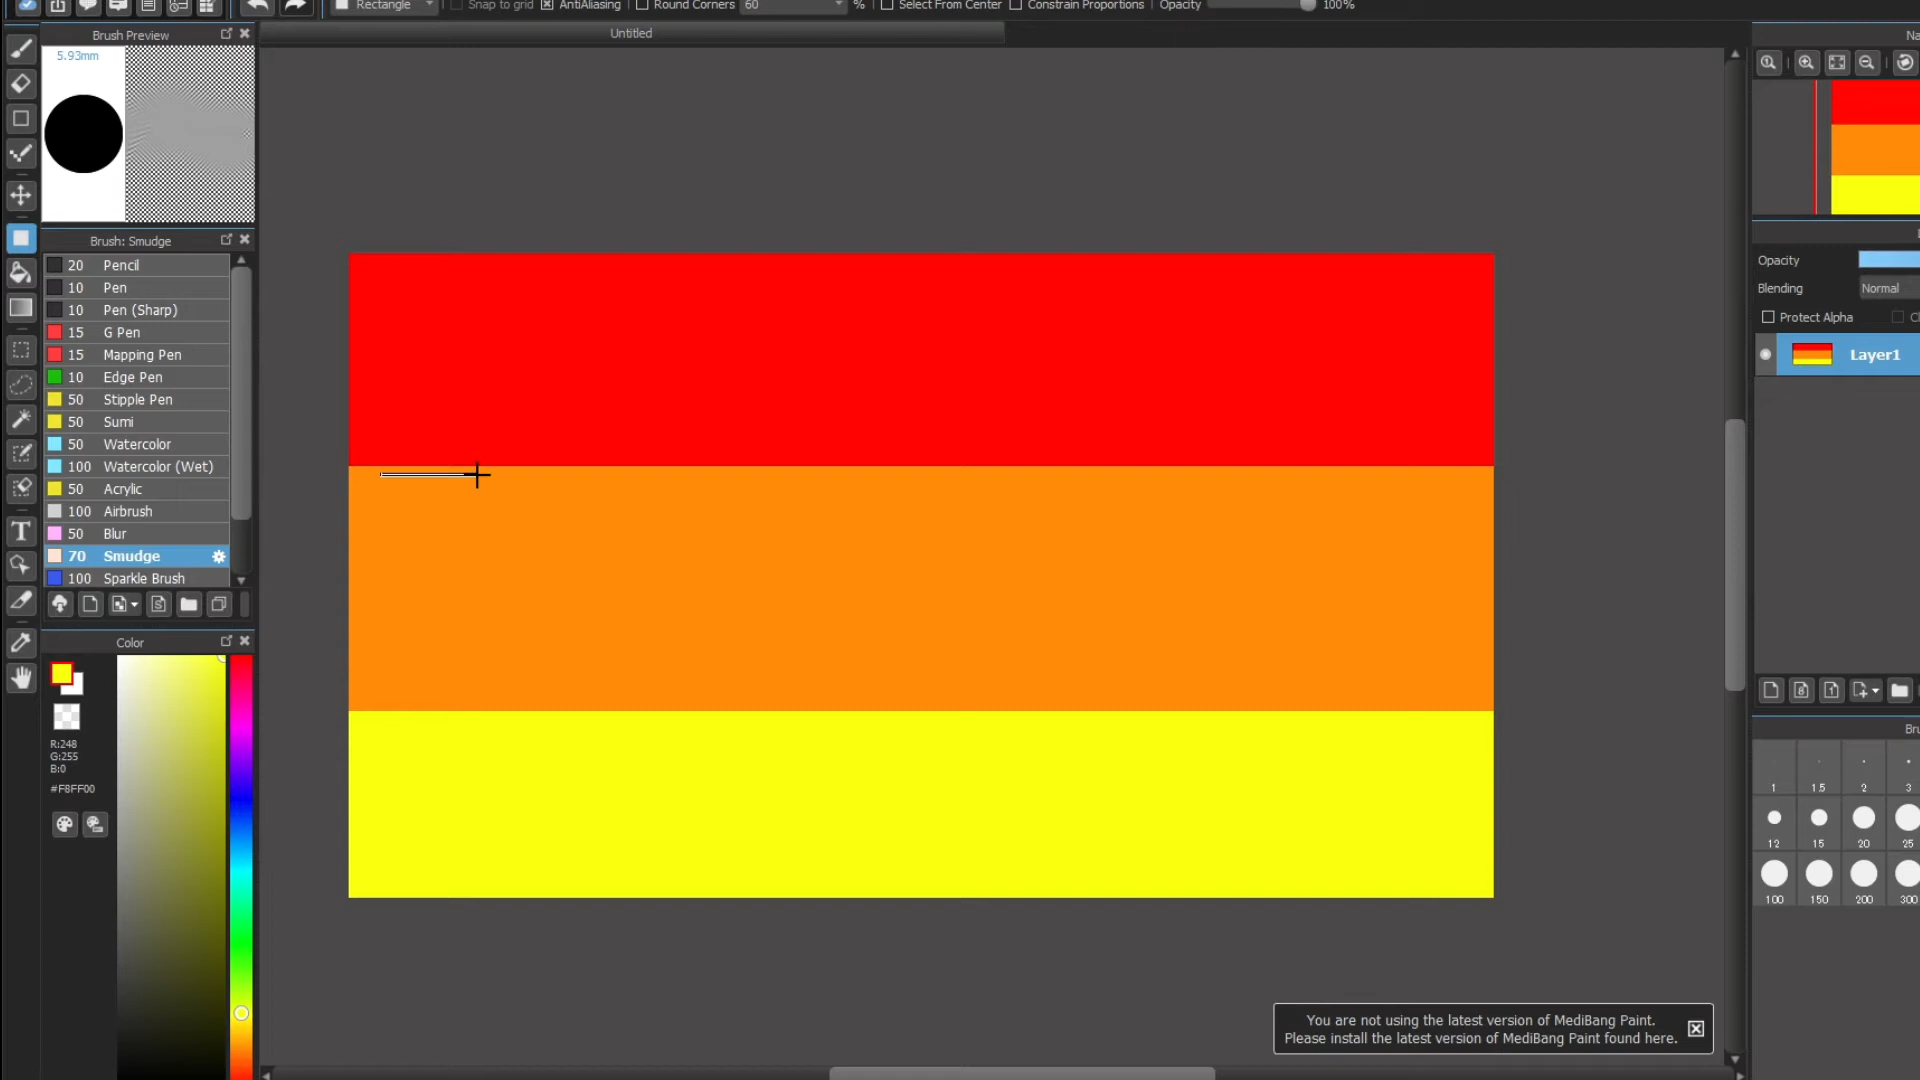 Rectangle
Snap to grid
AntiAliasing
Round Corners
60
%
Select From Center
Constrain Proportions
Opacity
100%
Brush Preview
Untitled
5.93mm
Brush: Smudge
20 Pencil
10 Pen
10 Pen (Sharp)
15 G Pen
15 Mapping Pen
10 Edge Pen
50 Stipple Pen
50 Sumi
50 Watercolor
100 Watercolor (Wet)
50 Acrylic
100 Airbrush
50 Blur
70 Smudge
100 Sparkle Brush
Color
R:248
G:255
B:0
#F8FF00
Na
Opacity
Blending
Normal
Protect Alpha
Cl
Layer1
Bru
1 1.5 2 3
12 15 20 25
100 150 200 300
You are not using the latest version of MediBang Paint.
Please install the latest version of MediBang Paint found here.